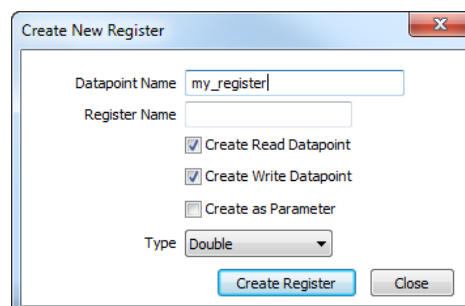 Create New Register
Datapoint Name my_register
Register Name
Create Read Datapoint
Create Write Datapoint
Create as Parameter
Type Double
Create Register Close